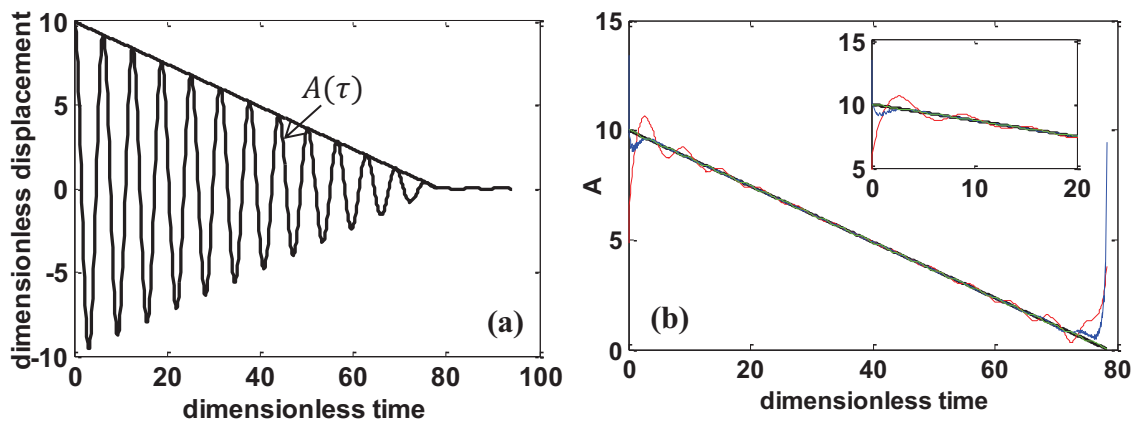 10
5
0
-5
-10
dimensionless displacement
A(τ)
(a)
0 20 40 60 80 100
dimensionless time
15
10
5
0
A
15
10
5
0 10 20
(b)
0 20 40 60 80
dimensionless time